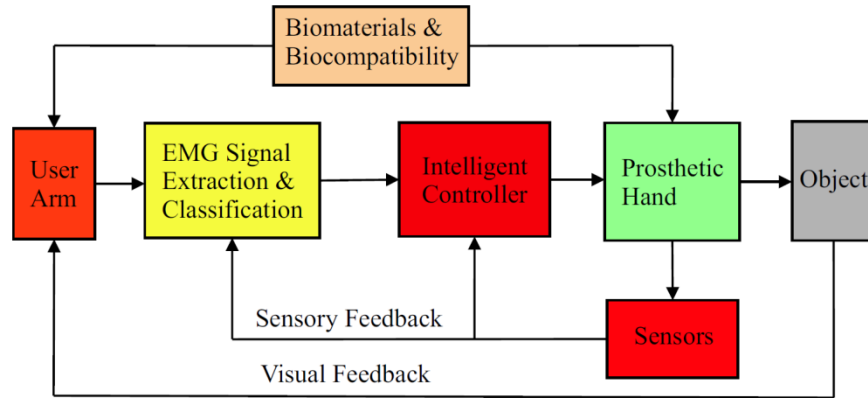 Biomaterials &
Biocompatibility
User
Arm
EMG Signal
Extraction &
Classification
Intelligent
Controller
Prosthetic
Hand
Object
Sensory Feedback
Sensors
Visual Feedback